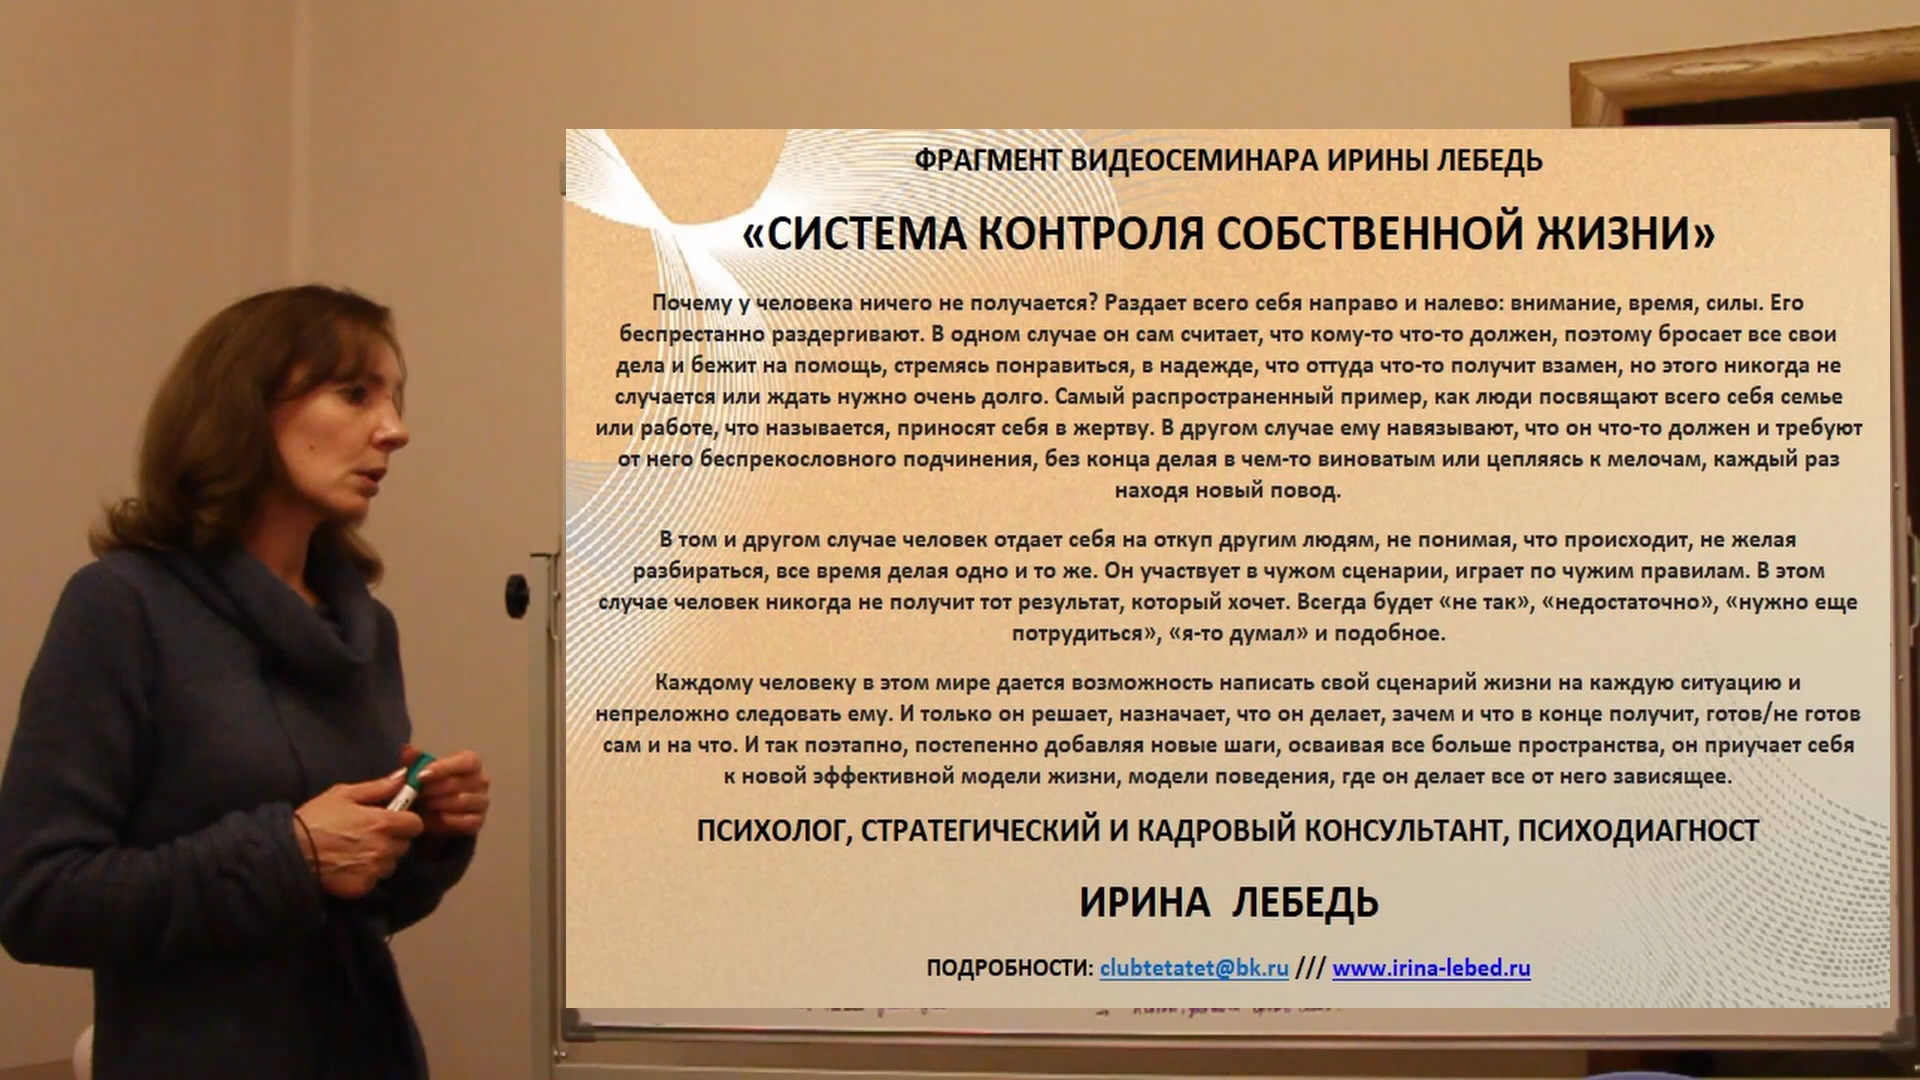 ФРАГМЕНТ ВИДЕОСЕМИНАРА ИРИНЫ ЛЕБЕДЬ
«СИСТЕМА КОНТРОЛЯ СОБСТВЕННОЙ ЖИЗНИ»
Почему у человека ничего не получается? Раздает всего себя направо и налево: внимание, время, силы. Его
беспрестанно раздергивают. В одном случае он сам считает, что кому-то что-то должен, поэтому бросает все свои
дела и бежит на помощь, стремясь понравиться, в надежде, что оттуда что-то получит взамен, но этого никогда не
случается или ждать нужно очень долго. Самый распространенный пример, как люди посвящают всего себя семье
или работе, что называется, приносят себя в жертву. В другом случае ему навязывают, что он что-то должен и требуют
от него беспрекословного подчинения, без конца делая в чем-то виноватым или цепляясь к мелочам, каждый раз
находя новый повод.
В том и другом случае человек отдает себя на откуп другим людям, не понимая, что происходит, не желая
разбираться, все время делая одно и то же. Он участвует в чужом сценарии, играет по чужим правилам. В этом
случае человек никогда не получит тот результат, который хочет. Всегда будет «не так», «недостаточно», «нужно еще
потрудиться», «я-то думал» и подобное.
Каждому человеку в этом мире дается возможность написать свой сценарий жизни на каждую ситуацию и
непреложно следовать ему. И только он решает, назначает, что он делает, зачем и что в конце получит, готов/не готов
сам и на что. И так поэтапно, постепенно добавляя новые шаги, осваивая все больше пространства, он приучает себя
к новой эффективной модели жизни, модели поведения, где он делает все от него зависящее.
ПСИХОЛОГ, СТРАТЕГИЧЕСКИЙ И КАДРОВЫЙ КОНСУЛЬТАНТ, ПСИХОДИАГНОСТ
ИРИНА ЛЕБЕДЬ
ПОДРОБНОСТИ: clubtetatet@bk.ru /// www.irina-lebed.ru